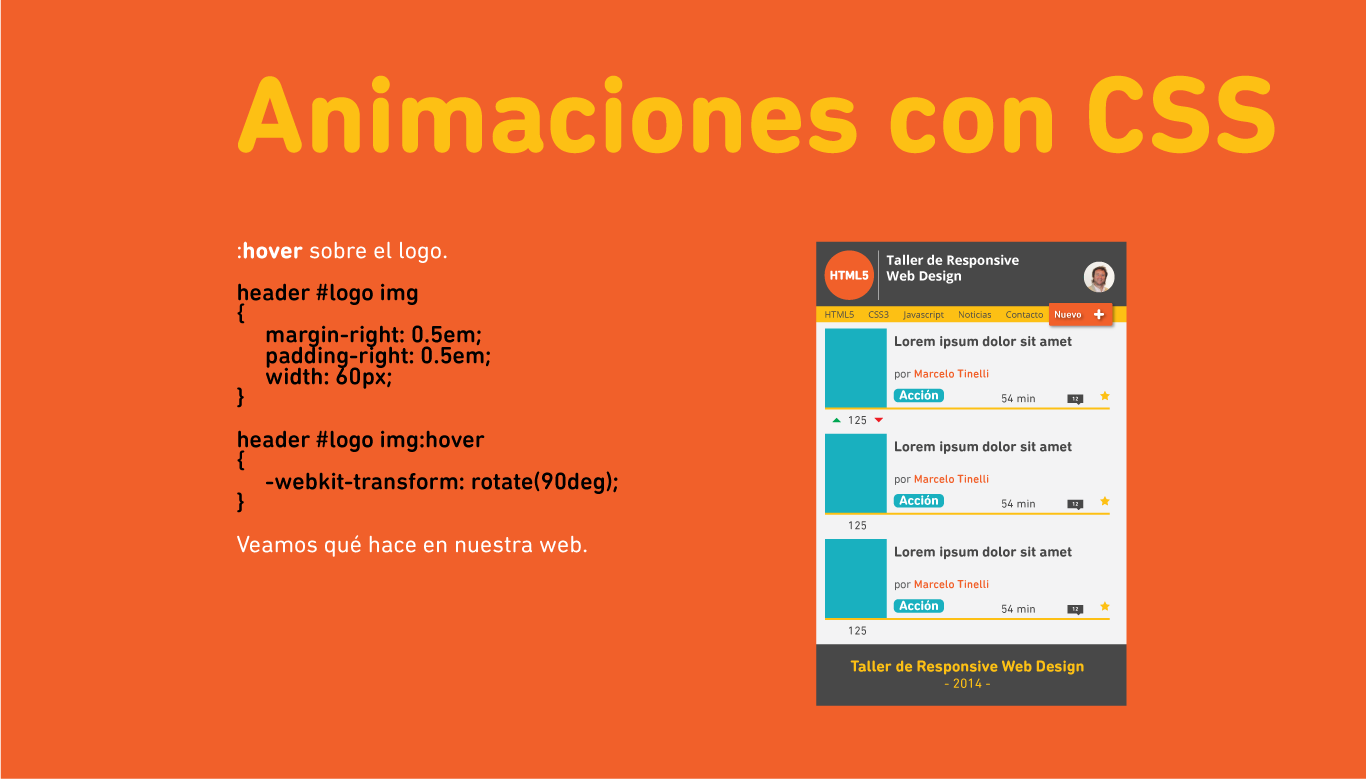 Animaciones con CSS
:hover sobre el logo.
header #logo img
{
margin-right: 0.5em;
padding-right: 0.5em;
width: 60px;
}
header #logo img:hover
{
-webkit-transform: rotate(90deg);
}
Veamos qué hace en nuestra web.
HTML5
Taller de Responsive
Web Design
HTML5 CSS3 Javascript Noticias Contacto Nuevo +
Lorem ipsum dolor sit amet
por Marcelo Tinelli
Acción 54 min 12
125
Lorem ipsum dolor sit amet
por Marcelo Tinelli
Acción 54 min 12
125
Lorem ipsum dolor sit amet
por Marcelo Tinelli
Acción 54 min 12
125
Taller de Responsive Web Design
- 2014 -